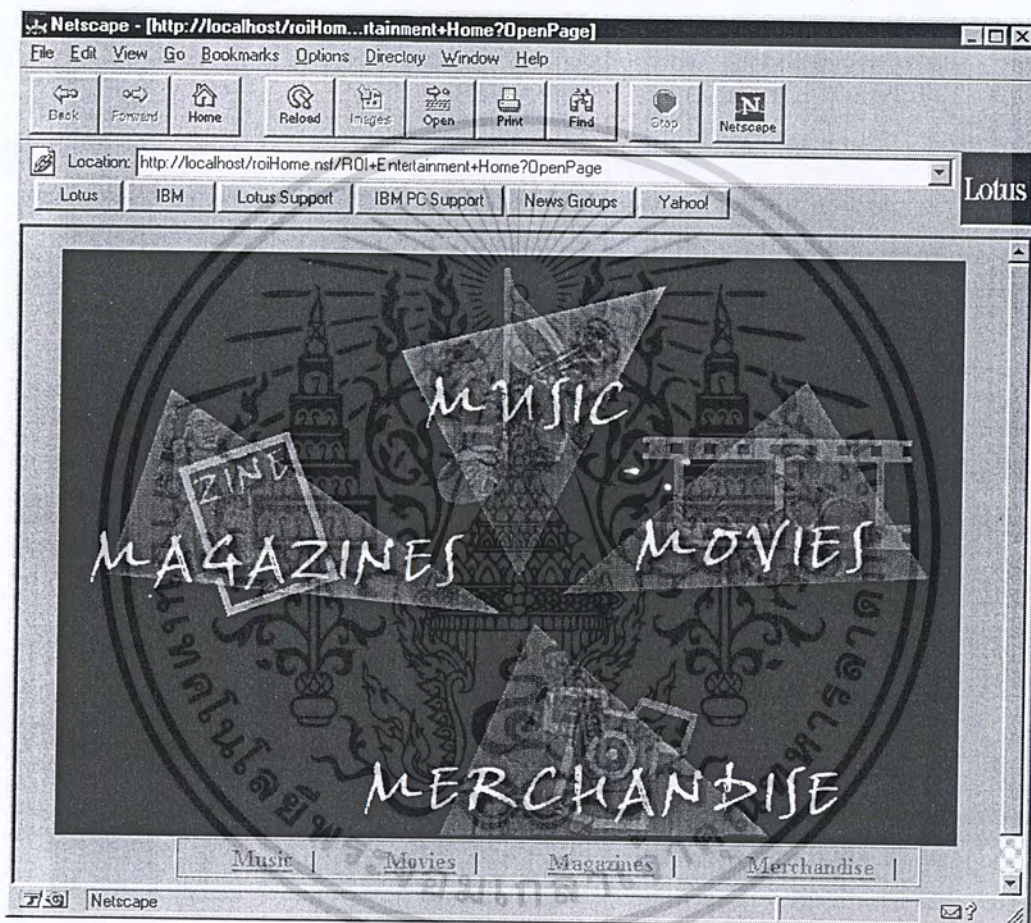 Netscape - [http://localhost/roiHom...rtainment+Home?OpenPage]
File Edit View Go Bookmarks Options Directory Window Help
Back Forward Home Reload Images Open Print Find Stop Netscape
Location: http://localhost/roiHome.nsf/ROI+Entertainment+Home?OpenPage
Lotus IBM Lotus Support IBM PC Support News Groups Yahoo!
Lotus
MUSIC
ZINE
MAGAZINES
MOVIES
MERCHANDISE
Music | Movies | Magazines | Merchandise |
Netscape